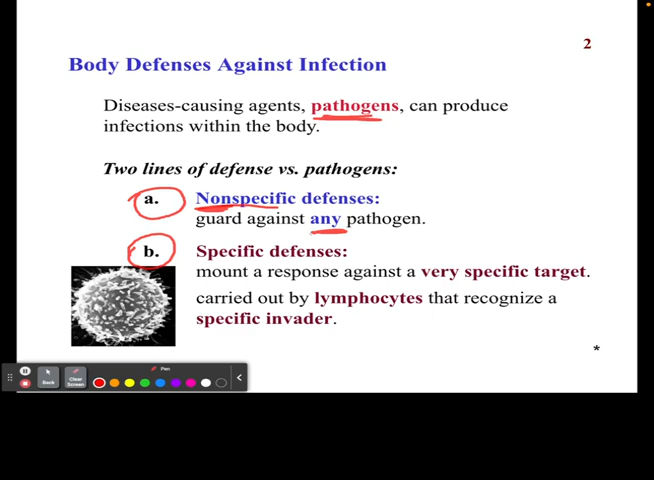 2
Body Defenses Against Infection
Diseases-causing agents, pathogens, can produce
infections within the body.
Two lines of defense vs. pathogens:
a. Nonspecific defenses:
guard against any pathogen.
b. Specific defenses:
mount a response against a very specific target.
carried out by lymphocytes that recognize a
specific invader.
*
Pen
Back
Clear
Screen